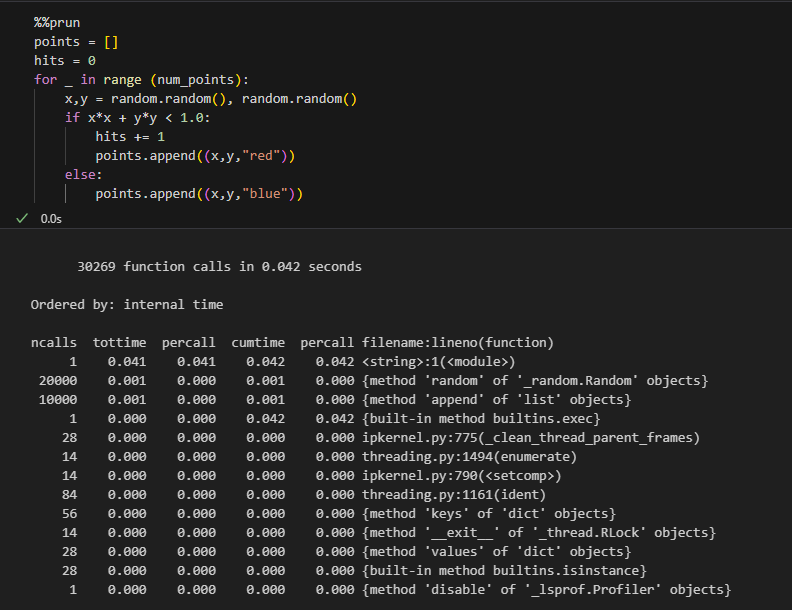 %%prun
points = []
hits = 0
for _ in range (num_points):
    x,y = random.random(), random.random()
    if x*x + y*y < 1.0:
        hits += 1
        points.append((x,y,"red"))
    else:
        points.append((x,y,"blue"))
0.0s
30269 function calls in 0.042 seconds
Ordered by: internal time
ncalls  tottime  percall  cumtime  percall filename:lineno(function)
1    0.041    0.041    0.042    0.042 <string>:1(<module>)
20000    0.001    0.000    0.001    0.000 {method 'random' of '_random.Random' objects}
10000    0.001    0.000    0.001    0.000 {method 'append' of 'list' objects}
1    0.000    0.000    0.042    0.042 {built-in method builtins.exec}
28    0.000    0.000    0.000    0.000 ipkernel.py:775(_clean_thread_parent_frames)
14    0.000    0.000    0.000    0.000 threading.py:1494(enumerate)
14    0.000    0.000    0.000    0.000 ipkernel.py:790(<setcomp>)
84    0.000    0.000    0.000    0.000 threading.py:1161(ident)
56    0.000    0.000    0.000    0.000 {method 'keys' of 'dict' objects}
14    0.000    0.000    0.000    0.000 {method '__exit__' of '_thread.RLock' objects}
28    0.000    0.000    0.000    0.000 {method 'values' of 'dict' objects}
28    0.000    0.000    0.000    0.000 {built-in method builtins.isinstance}
1    0.000    0.000    0.000    0.000 {method 'disable' of '_lsprof.Profiler' objects}